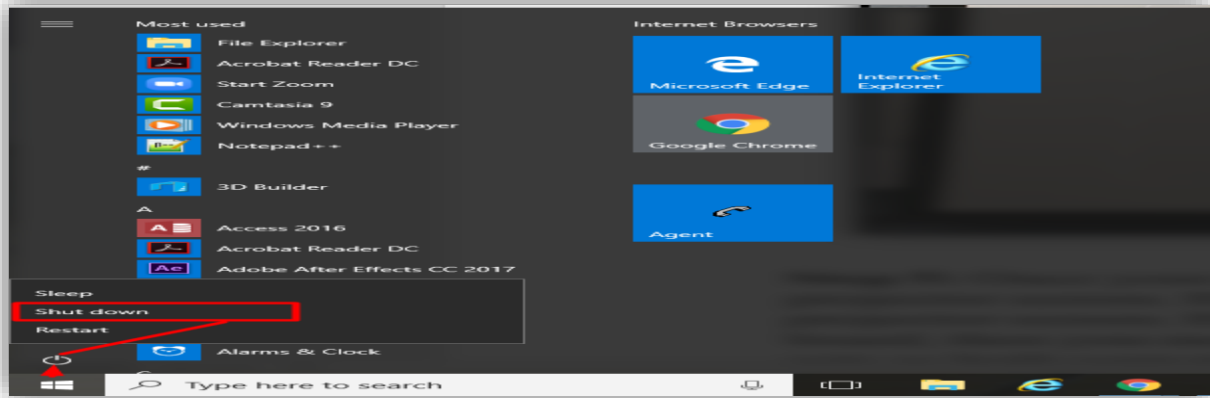 Most used
File Explorer
Acrobat Reader DC
Start Zoom
Camtasia 9
Windows Media Player
Notepad++
#
3D Builder
A
Access 2016
Acrobat Reader DC
Adobe After Effects CC 2017
Sleep
Shut down
Restart
Alarms & Clock
Type here to search
Internet Browsers
Microsoft Edge
Internet
Explorer
Google Chrome
Agent